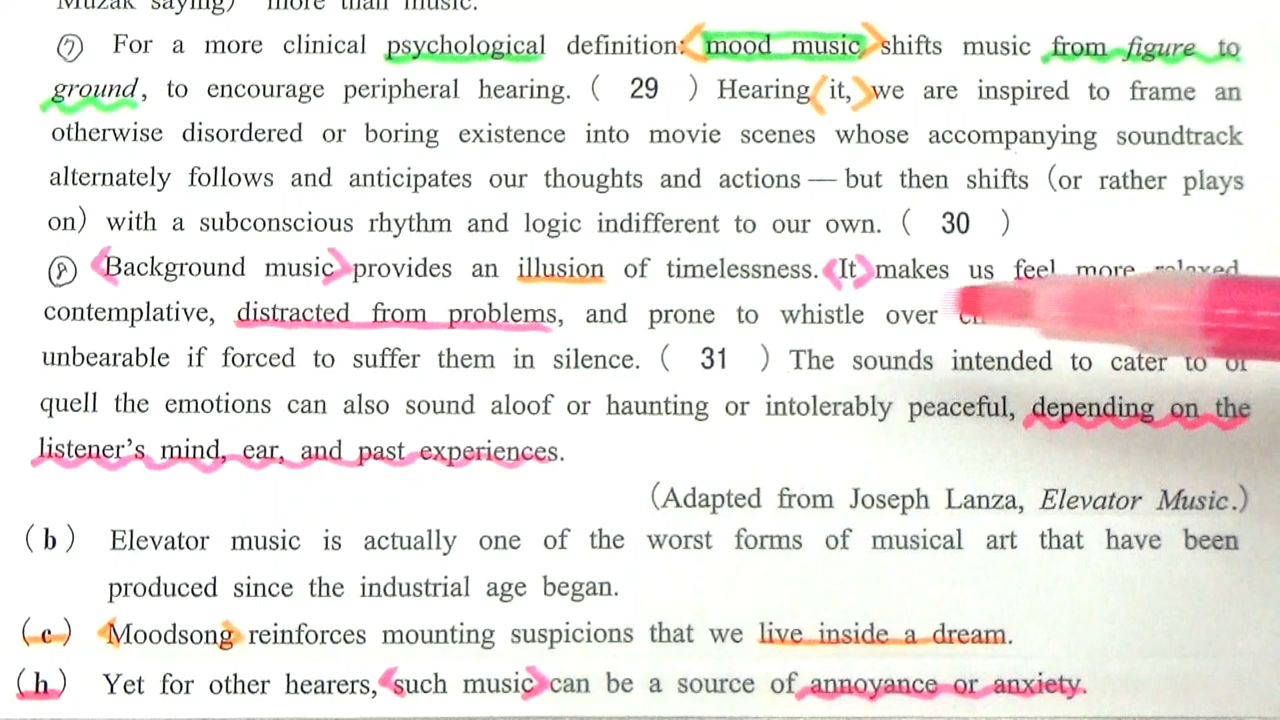 Muzak saying) more than music.
⑦ For a more clinical psychological definition: mood music shifts music from figure to
ground, to encourage peripheral hearing. ( 29 ) Hearing it, we are inspired to frame an
otherwise disordered or boring existence into movie scenes whose accompanying soundtrack
alternately follows and anticipates our thoughts and actions — but then shifts (or rather plays
on) with a subconscious rhythm and logic indifferent to our own. ( 30 )
⑧ Background music provides an illusion of timelessness. It makes us feel more relaxed,
contemplative, distracted from problems, and prone to whistle over
unbearable if forced to suffer them in silence. ( 31 ) The sounds intended to cater to or
quell the emotions can also sound aloof or haunting or intolerably peaceful, depending on the
listener's mind, ear, and past experiences.
(Adapted from Joseph Lanza, Elevator Music.)
(b) Elevator music is actually one of the worst forms of musical art that have been
produced since the industrial age began.
(c) Moodsong reinforces mounting suspicions that we live inside a dream.
(h) Yet for other hearers, such music can be a source of annoyance or anxiety.